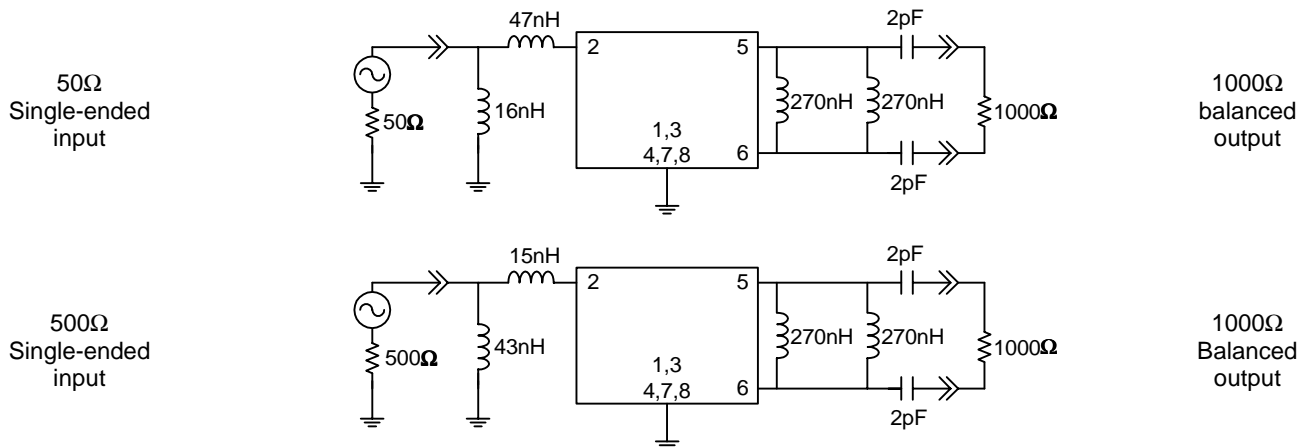 50Ω
Single-ended
input
50Ω
16nH
47nH
2
5
1,3
4,7,8
6
270nH
270nH
2pF
2pF
1000Ω
1000Ω
balanced
output
500Ω
Single-ended
input
500Ω
43nH
15nH
2
5
1,3
4,7,8
6
270nH
270nH
2pF
2pF
1000Ω
1000Ω
Balanced
output